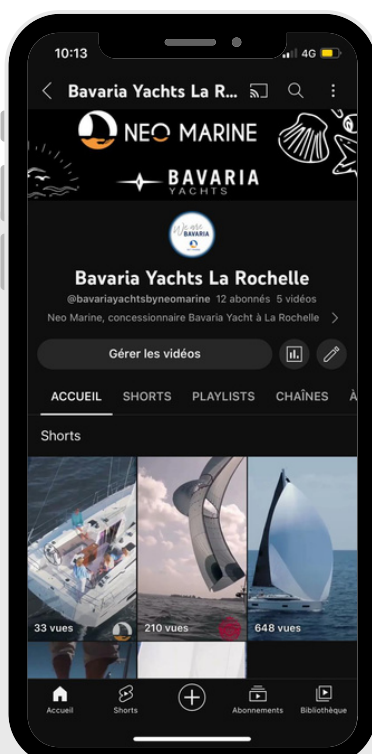 10:13
4G
Bavaria Yachts La R...
NEO MARINE
BAVARIA
YACHTS
We are
BAVARIA
Bavaria Yachts La Rochelle
@bavariayachtsbyneomarine 12 abonnés 5 vidéos
Neo Marine, concessionnaire Bavaria Yacht à La Rochelle
Gérer les vidéos
ACCUEIL SHORTS PLAYLISTS CHAÎNES À
Shorts
33 vues 210 vues 648 vues
Accueil Shorts Abonnements Bibliothèque